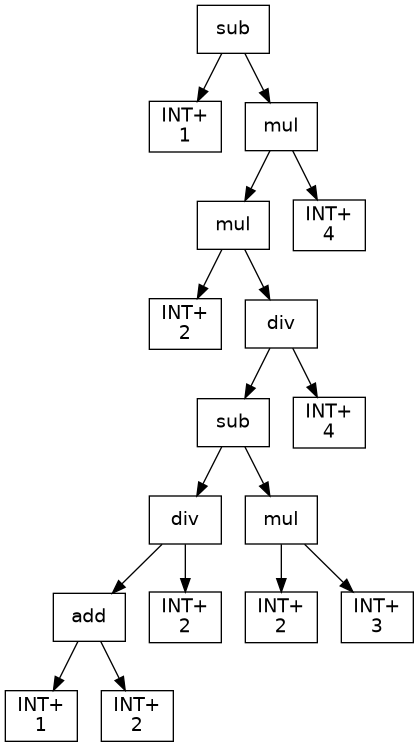 sub
INT+
1
mul
mul
INT+
4
INT+
2
div
sub
INT+
4
div
mul
add
INT+
2
INT+
2
INT+
3
INT+
1
INT+
2